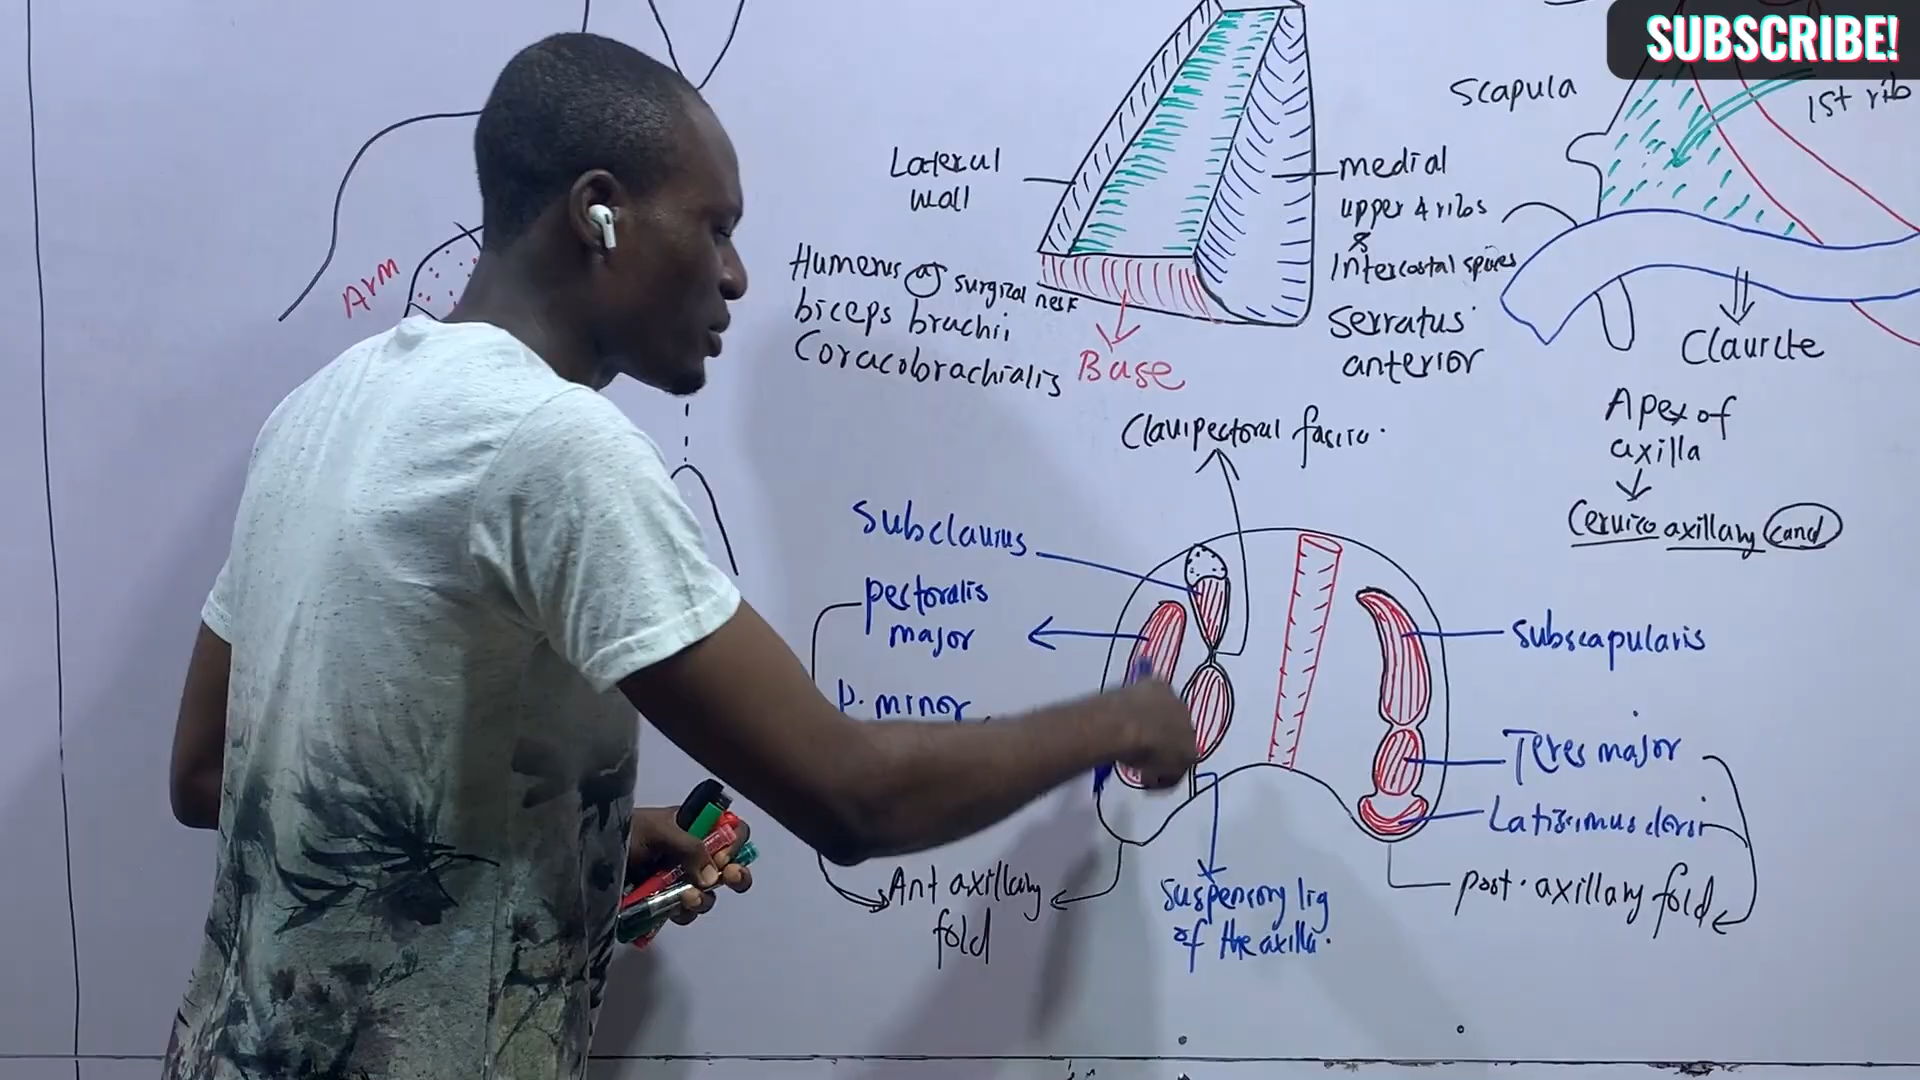 SUBSCRIBE!
Scapula
1st rib
Lateral
wall
medial
upper 4 ribs
&
Intercostal spaces
Serratus
anterior
Arm
Humerus
surgical neck
biceps brachii
Coracobrachialis
Base
Clavicle
Apex of
axilla
Cervico axillary canal
Clavipectoral fascia.
Subclavius
pectoralis
major
P. minor
Subscapularis
Teres major
Latissimus dorsi
post. axillary fold
Ant axillary
fold
Suspensory lig
of the axilla.